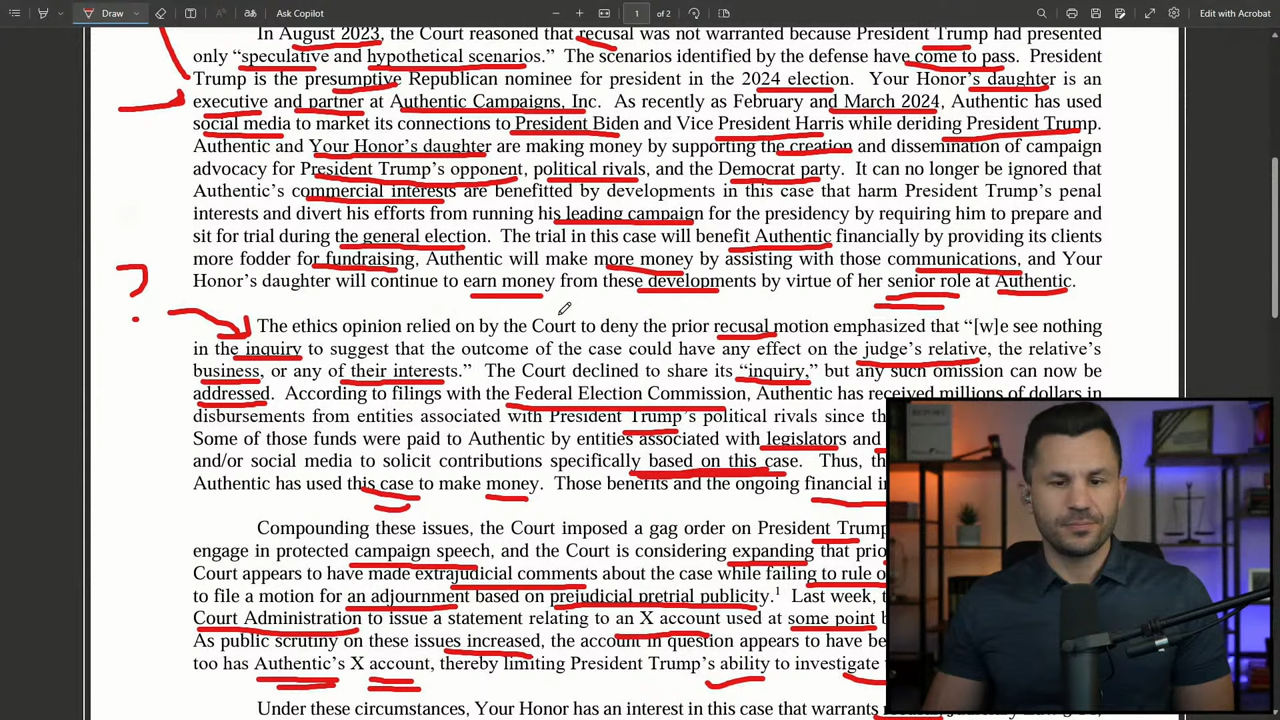 Draw
Ask Copilot
1
of 2
Edit with Acrobat
In August 2023, the Court reasoned that recusal was not warranted because President Trump had presented
only “speculative and hypothetical scenarios.” The scenarios identified by the defense have come to pass. President
Trump is the presumptive Republican nominee for president in the 2024 election. Your Honor’s daughter is an
executive and partner at Authentic Campaigns, Inc. As recently as February and March 2024, Authentic has used
social media to market its connections to President Biden and Vice President Harris while deriding President Trump.
Authentic and Your Honor’s daughter are making money by supporting the creation and dissemination of campaign
advocacy for President Trump’s opponent, political rivals, and the Democrat party. It can no longer be ignored that
Authentic’s commercial interests are benefitted by developments in this case that harm President Trump’s penal
interests and divert his efforts from running his leading campaign for the presidency by requiring him to prepare and
sit for trial during the general election. The trial in this case will benefit Authentic financially by providing its clients
more fodder for fundraising, Authentic will make more money by assisting with those communications, and Your
Honor’s daughter will continue to earn money from these developments by virtue of her senior role at Authentic.
?
The ethics opinion relied on by the Court to deny the prior recusal motion emphasized that “[w]e see nothing
in the inquiry to suggest that the outcome of the case could have any effect on the judge’s relative, the relative’s
business, or any of their interests.” The Court declined to share its “inquiry,” but any such omission can now be
addressed. According to filings with the Federal Election Commission, Authentic has received millions of dollars in
disbursements from entities associated with President Trump’s political rivals since
Some of those funds were paid to Authentic by entities associated with legislators and
and/or social media to solicit contributions specifically based on this case. Thus,
Authentic has used this case to make money. Those benefits and the ongoing financial
Compounding these issues, the Court imposed a gag order on President Trump
engage in protected campaign speech, and the Court is considering expanding that
Court appears to have made extrajudicial comments about the case while failing to rule
to file a motion for an adjournment based on prejudicial pretrial publicity.1 Last week,
Court Administration to issue a statement relating to an X account used at some point
As public scrutiny on these issues increased, the account in question appears to have
too has Authentic’s X account, thereby limiting President Trump’s ability to investigate
Under these circumstances, Your Honor has an interest in this case that warrants